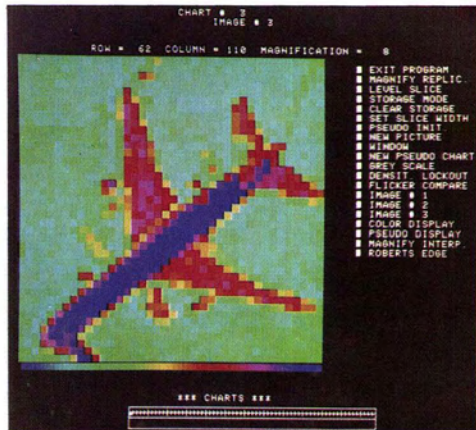 CHART # 3
IMAGE # 3
ROW = 62 COLUMN = 110 MAGNIFICATION = 8
EXIT PROGRAM
MAGNIFY REPLIC.
LEVEL SLICE
STORAGE MODE
CLEAR STORAGE
SET SLICE WIDTH
PSEUDO INIT.
NEW PICTURE
WINDOW
NEW PSEUDO CHART
GREY SCALE
DENSIT LOCKOUT
FLICKER COMPARE
IMAGE # 1
IMAGE # 2
IMAGE # 3
COLOR DISPLAY
PSEUDO DISPLAY
MAGNIFY INTERP
ROBERTS EDGE
*** CHARTS ***